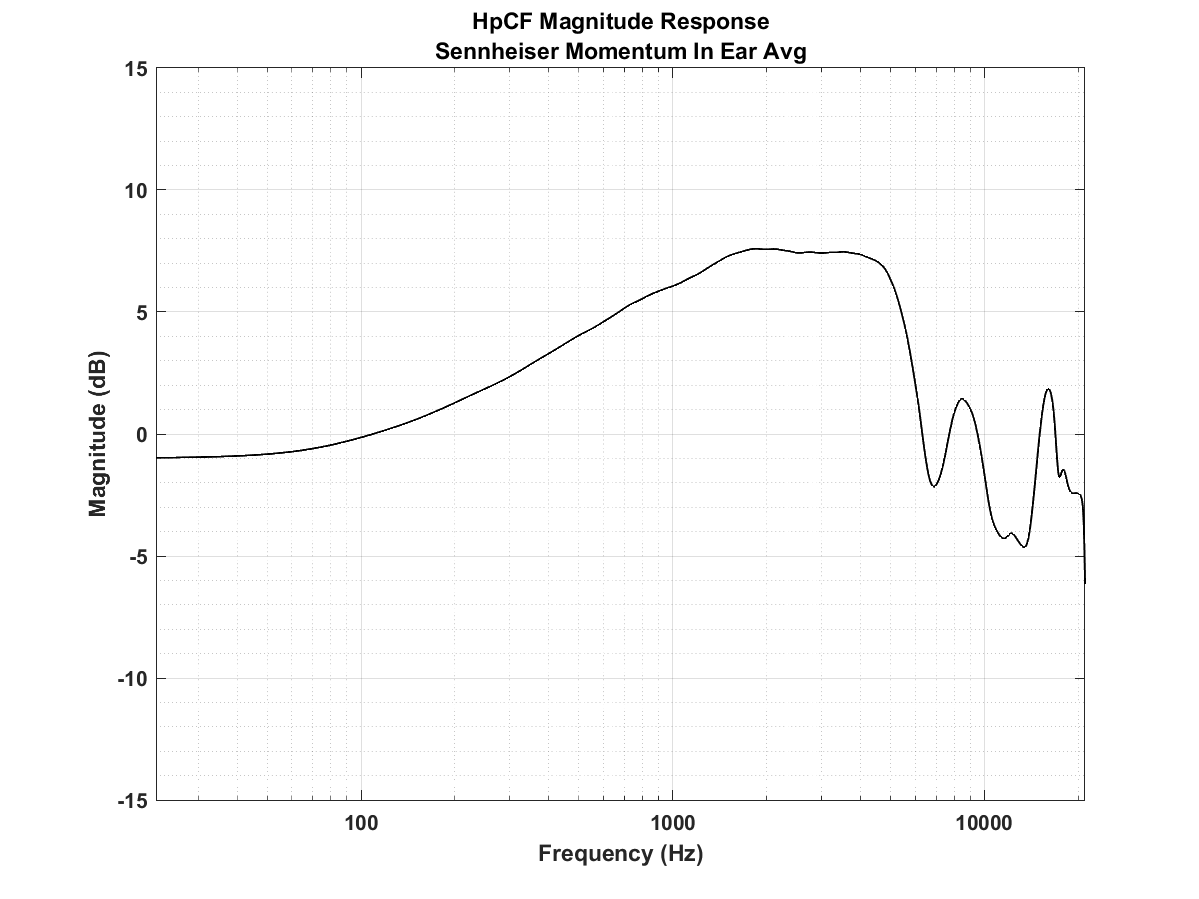 HpCF Magnitude Response
Sennheiser Momentum In Ear Avg
15
10
5
0
-5
-10
-15
Magnitude (dB)
100
1000
10000
Frequency (Hz)